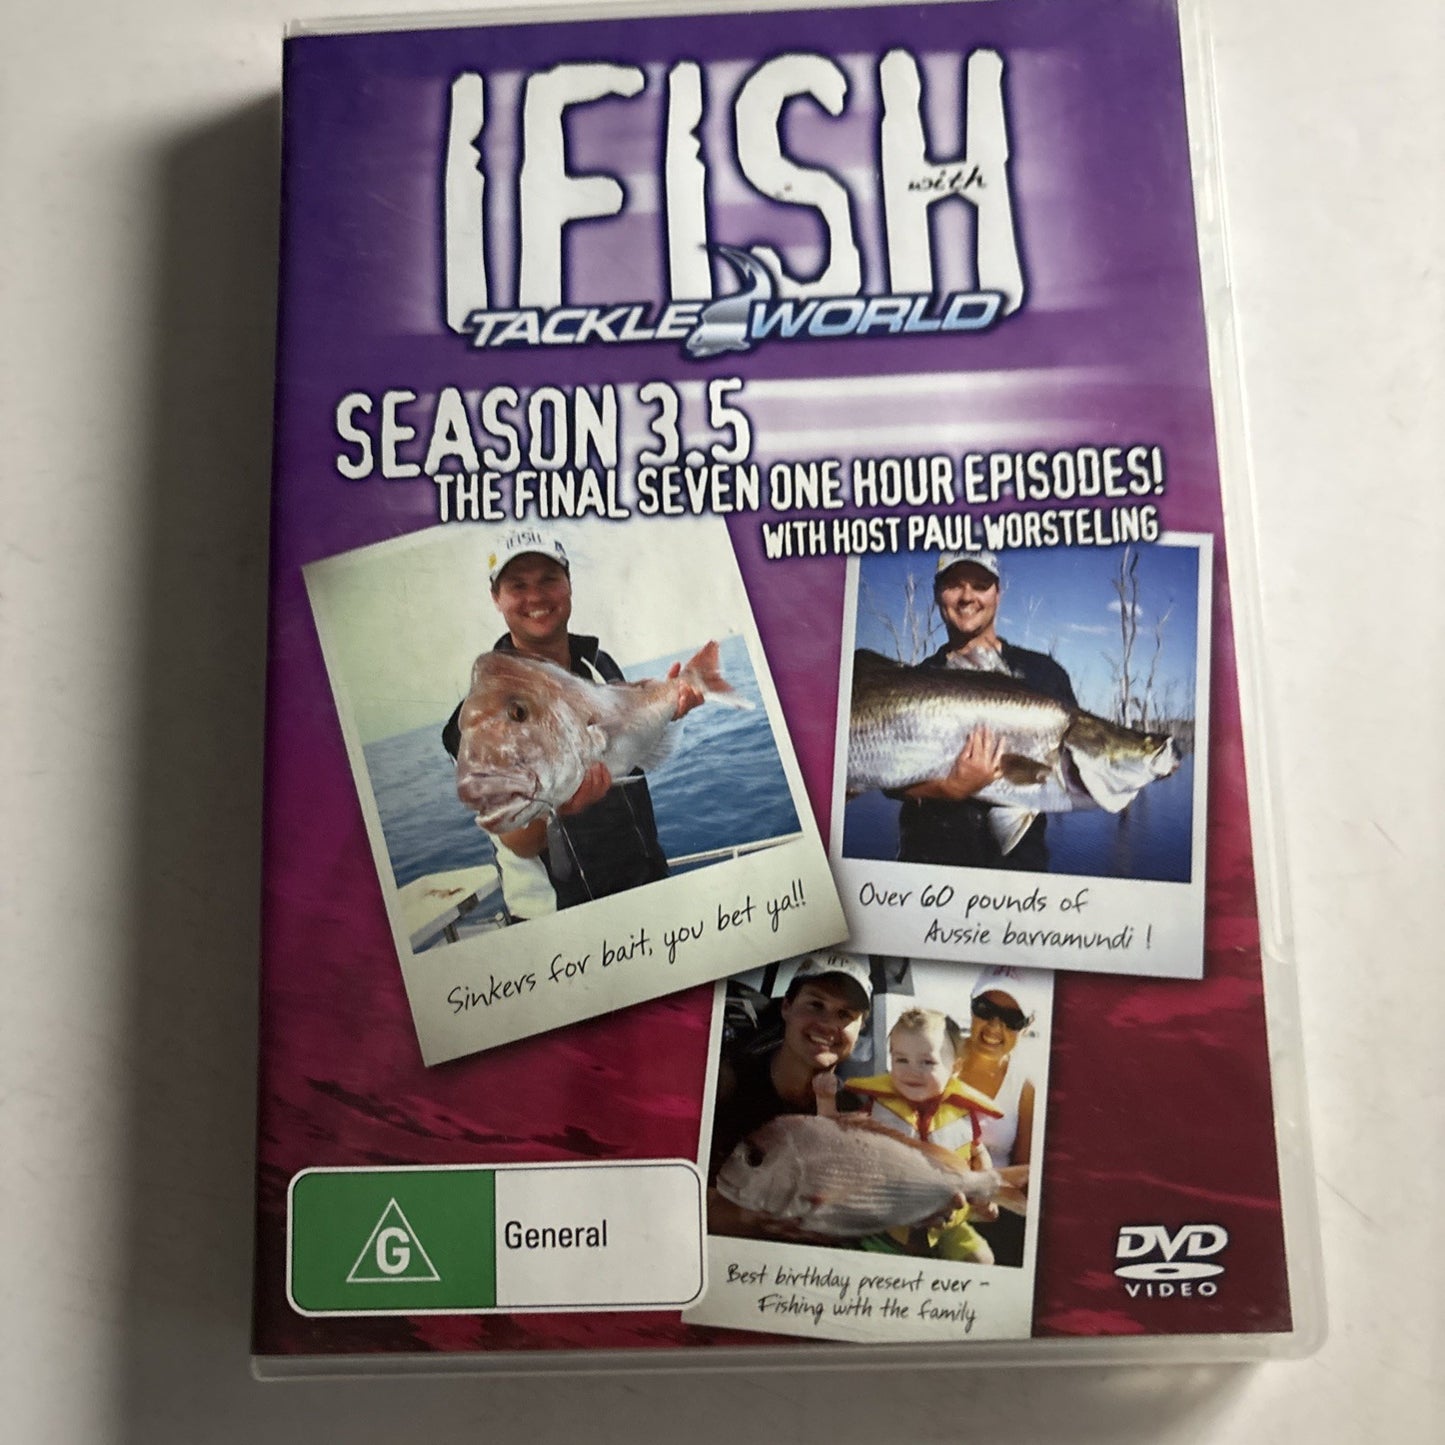 IFISH
with
TACKLE WORLD
SEASON 3.5
THE FINAL SEVEN ONE HOUR EPISODES!
WITH HOST PAUL WORSTELING
IFISH
Sinkers for bait, you bet ya!!
Over 60 pounds of
Aussie barramundi !
Best birthday present ever -
Fishing with the family
G General
DVD
VIDEO